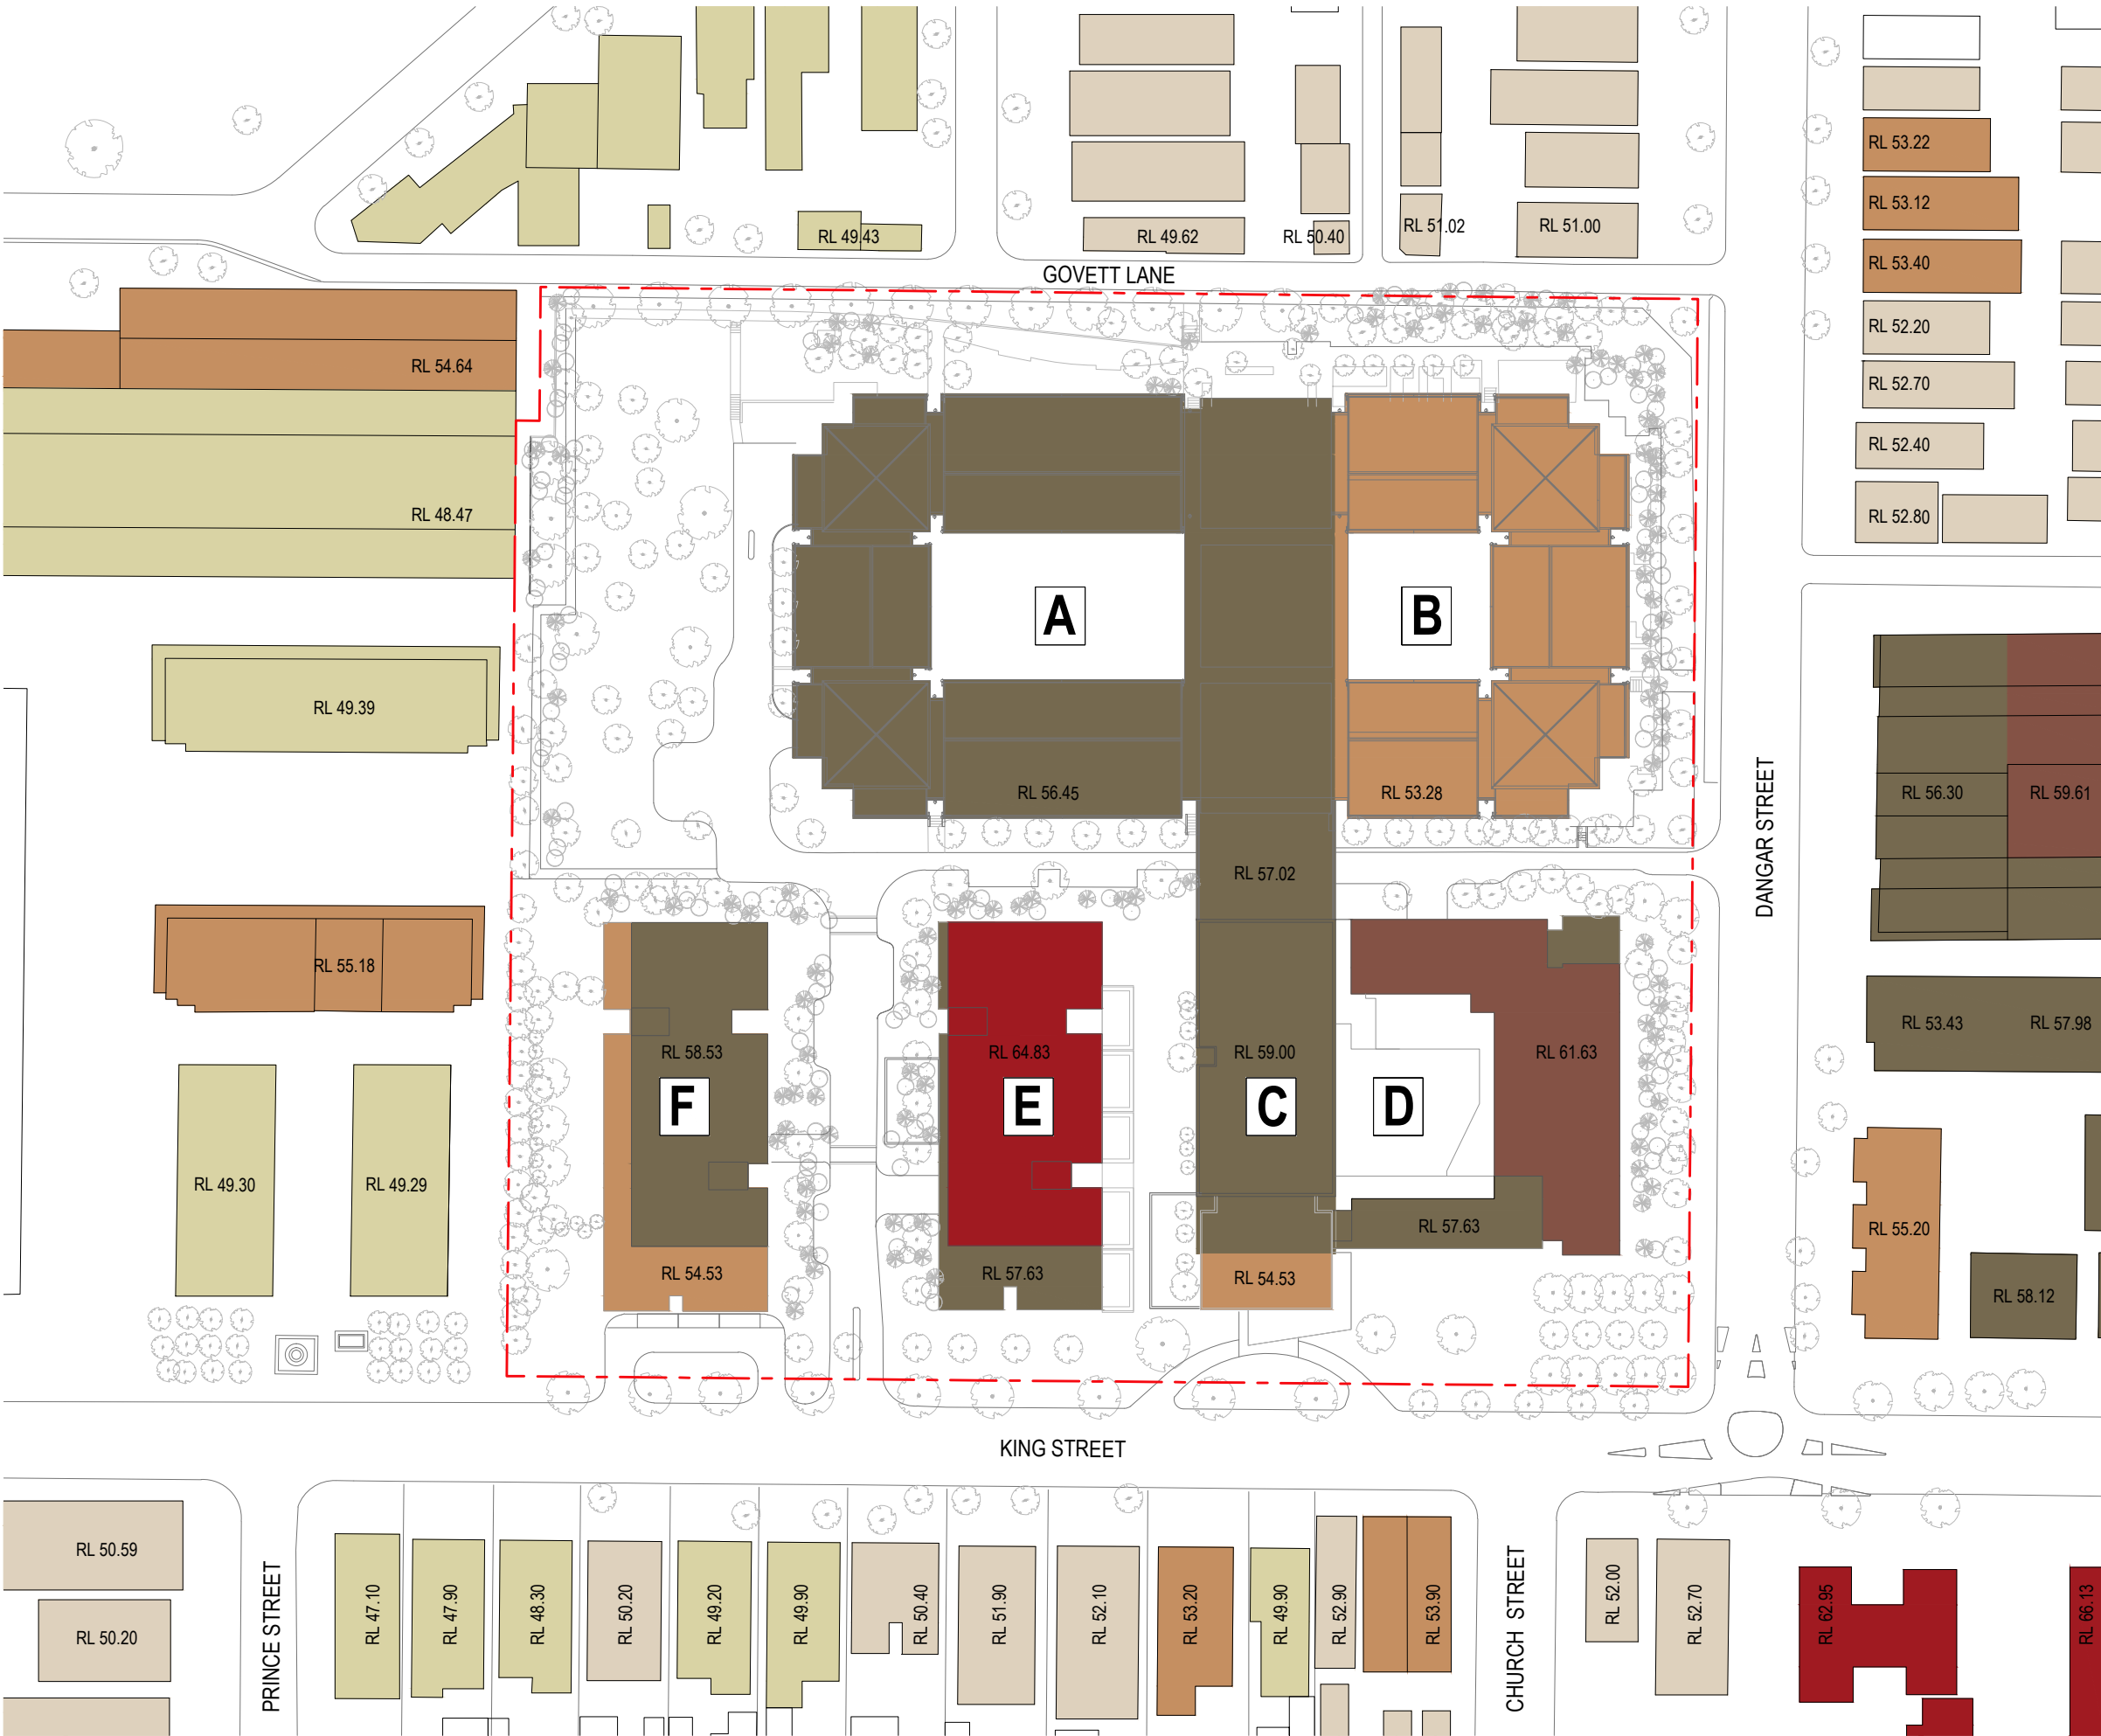 RL 53.22
RL 53.12
RL 49.43
RL 49.62
RL 50.40
RL 51.02
RL 51.00
RL 53.40
GOVETT LANE
RL 52.20
RL 54.64
RL 52.70
RL 52.40
RL 48.47
RL 52.80
A
B
RL 49.39
RL 56.45
RL 53.28
RL 56.30
RL 59.61
DANGAR STREET
RL 57.02
RL 55.18
RL 53.43
RL 57.98
RL 58.53
RL 64.83
RL 59.00
RL 61.63
F
E
C
D
RL 49.30
RL 49.29
RL 57.63
RL 55.20
RL 54.53
RL 57.63
RL 54.53
RL 58.12
KING STREET
RL 50.59
RL 50.20
PRINCE STREET
RL 47.10
RL 47.90
RL 48.30
RL 50.20
RL 49.20
RL 49.90
RL 50.40
RL 51.90
RL 52.10
RL 53.20
RL 49.90
RL 52.90
RL 53.90
CHURCH STREET
RL 52.00
RL 52.70
RL 62.95
RL 66.13